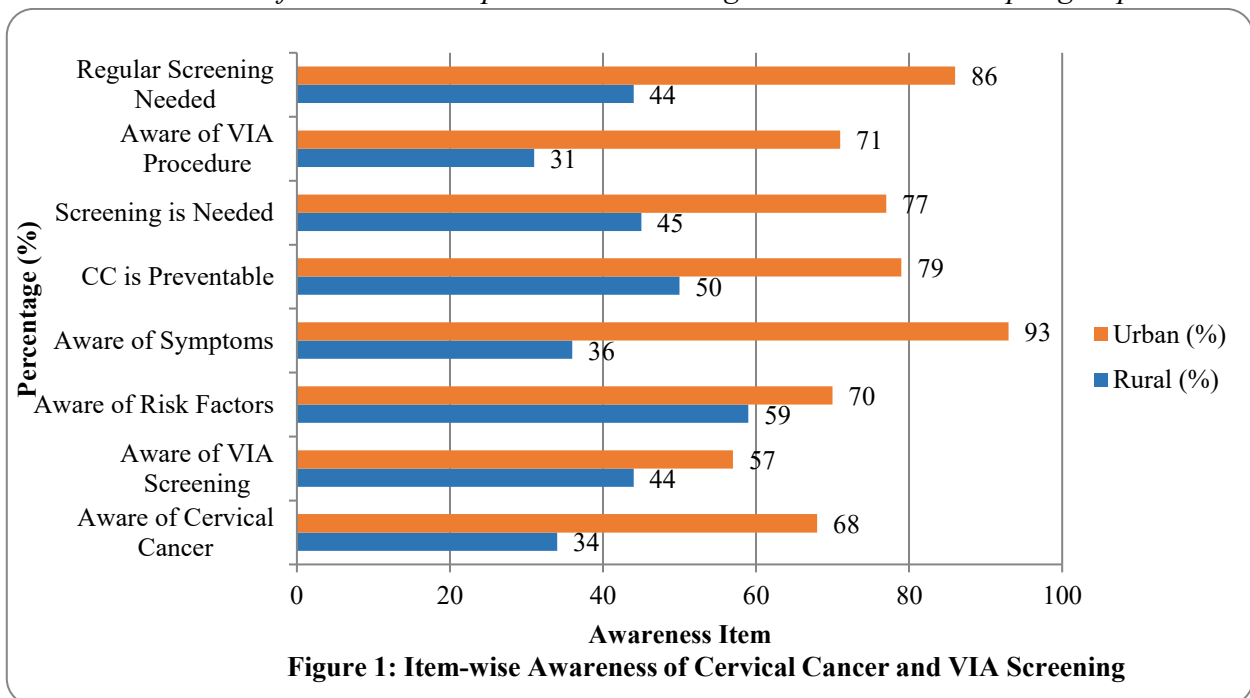 Regular Screening
Needed
86
44
Aware of VIA
Procedure
71
31
Screening is Needed
77
45
CC is Preventable
79
50
Aware of Symptoms
93
36
Aware of Risk Factors
70
59
Aware of VIA
Screening
57
44
Aware of Cervical
Cancer
68
34
Percentage (%)
Urban (%)
Rural (%)
0 20 40 60 80 100
Awareness Item
Figure 1: Item-wise Awareness of Cervical Cancer and VIA Screening